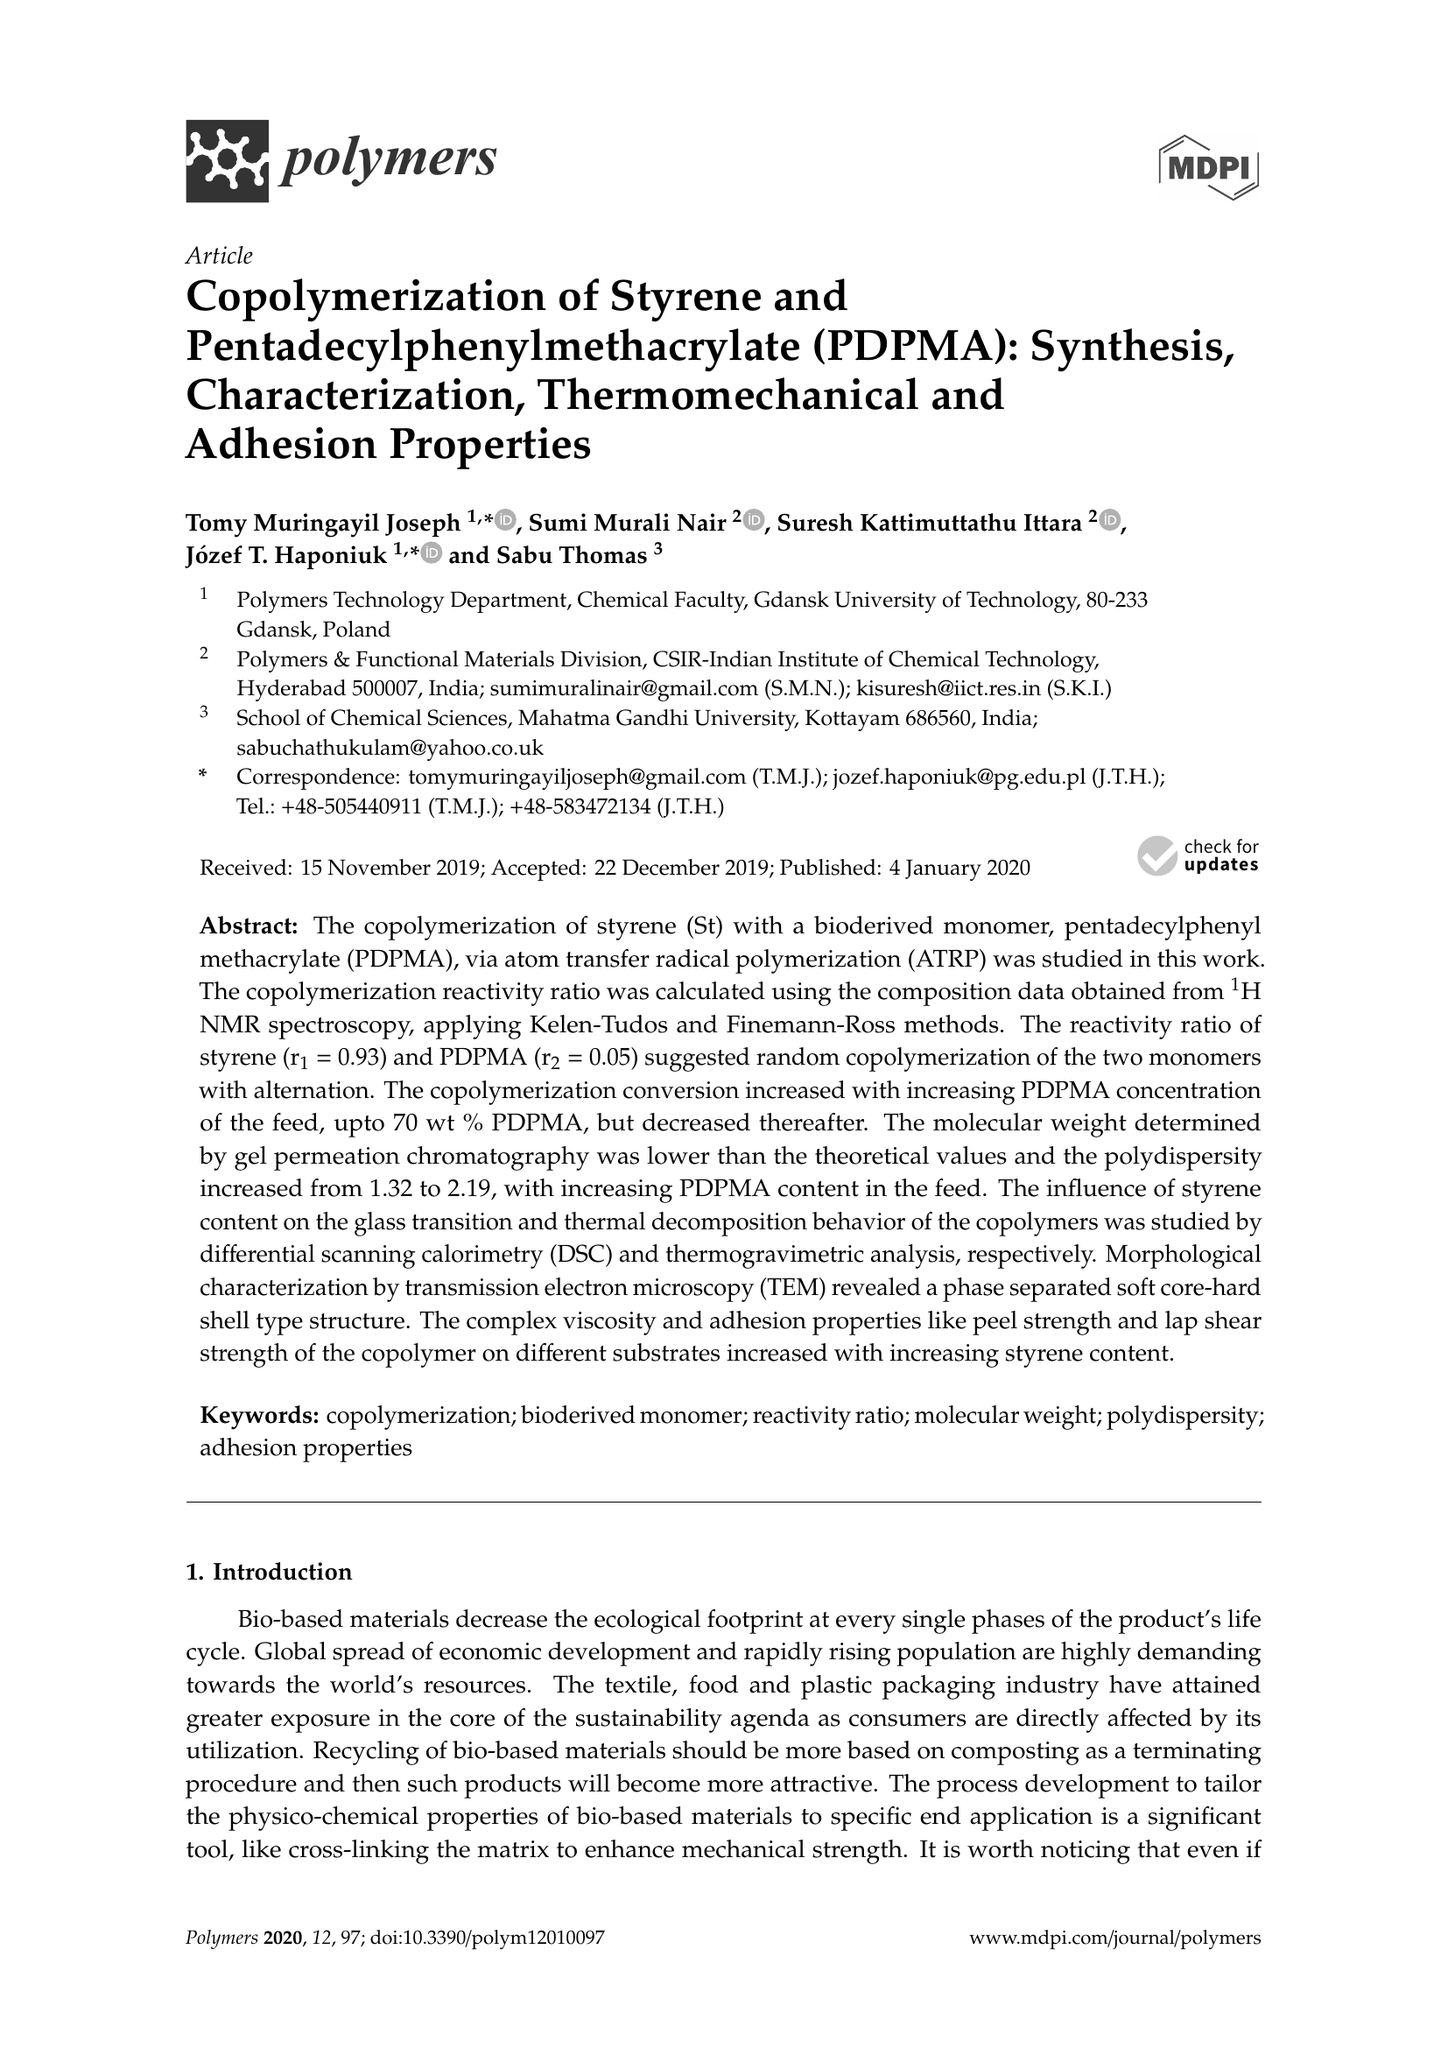 polymers
MDPI
Article
Copolymerization of Styrene and
Pentadecylphenylmethacrylate (PDPMA): Synthesis,
Characterization, Thermomechanical and
Adhesion Properties
Tomy Muringayil Joseph 1,* iD, Sumi Murali Nair 2 iD, Suresh Kattimuttathu Ittara 2 iD,
Józef T. Haponiuk 1,* iD and Sabu Thomas 3
1 Polymers Technology Department, Chemical Faculty, Gdansk University of Technology, 80-233
Gdansk, Poland
2 Polymers & Functional Materials Division, CSIR-Indian Institute of Chemical Technology,
Hyderabad 500007, India; sumimuralinair@gmail.com (S.M.N.); kisuresh@iict.res.in (S.K.I.)
3 School of Chemical Sciences, Mahatma Gandhi University, Kottayam 686560, India;
sabuchathukulam@yahoo.co.uk
* Correspondence: tomymuringayiljoseph@gmail.com (T.M.J.); jozef.haponiuk@pg.edu.pl (J.T.H.);
Tel.: +48-505440911 (T.M.J.); +48-583472134 (J.T.H.)
check for
updates
Received: 15 November 2019; Accepted: 22 December 2019; Published: 4 January 2020
Abstract: The copolymerization of styrene (St) with a bioderived monomer, pentadecylphenyl
methacrylate (PDPMA), via atom transfer radical polymerization (ATRP) was studied in this work.
The copolymerization reactivity ratio was calculated using the composition data obtained from ¹H
NMR spectroscopy, applying Kelen-Tudos and Finemann-Ross methods. The reactivity ratio of
styrene (r₁ = 0.93) and PDPMA (r₂ = 0.05) suggested random copolymerization of the two monomers
with alternation. The copolymerization conversion increased with increasing PDPMA concentration
of the feed, upto 70 wt % PDPMA, but decreased thereafter. The molecular weight determined
by gel permeation chromatography was lower than the theoretical values and the polydispersity
increased from 1.32 to 2.19, with increasing PDPMA content in the feed. The influence of styrene
content on the glass transition and thermal decomposition behavior of the copolymers was studied by
differential scanning calorimetry (DSC) and thermogravimetric analysis, respectively. Morphological
characterization by transmission electron microscopy (TEM) revealed a phase separated soft core-hard
shell type structure. The complex viscosity and adhesion properties like peel strength and lap shear
strength of the copolymer on different substrates increased with increasing styrene content.
Keywords: copolymerization; bioderived monomer; reactivity ratio; molecular weight; polydispersity;
adhesion properties
1. Introduction
Bio-based materials decrease the ecological footprint at every single phases of the product's life
cycle. Global spread of economic development and rapidly rising population are highly demanding
towards the world's resources. The textile, food and plastic packaging industry have attained
greater exposure in the core of the sustainability agenda as consumers are directly affected by its
utilization. Recycling of bio-based materials should be more based on composting as a terminating
procedure and then such products will become more attractive. The process development to tailor
the physico-chemical properties of bio-based materials to specific end application is a significant
tool, like cross-linking the matrix to enhance mechanical strength. It is worth noticing that even if
Polymers 2020, 12, 97; doi:10.3390/polym12010097
www.mdpi.com/journal/polymers